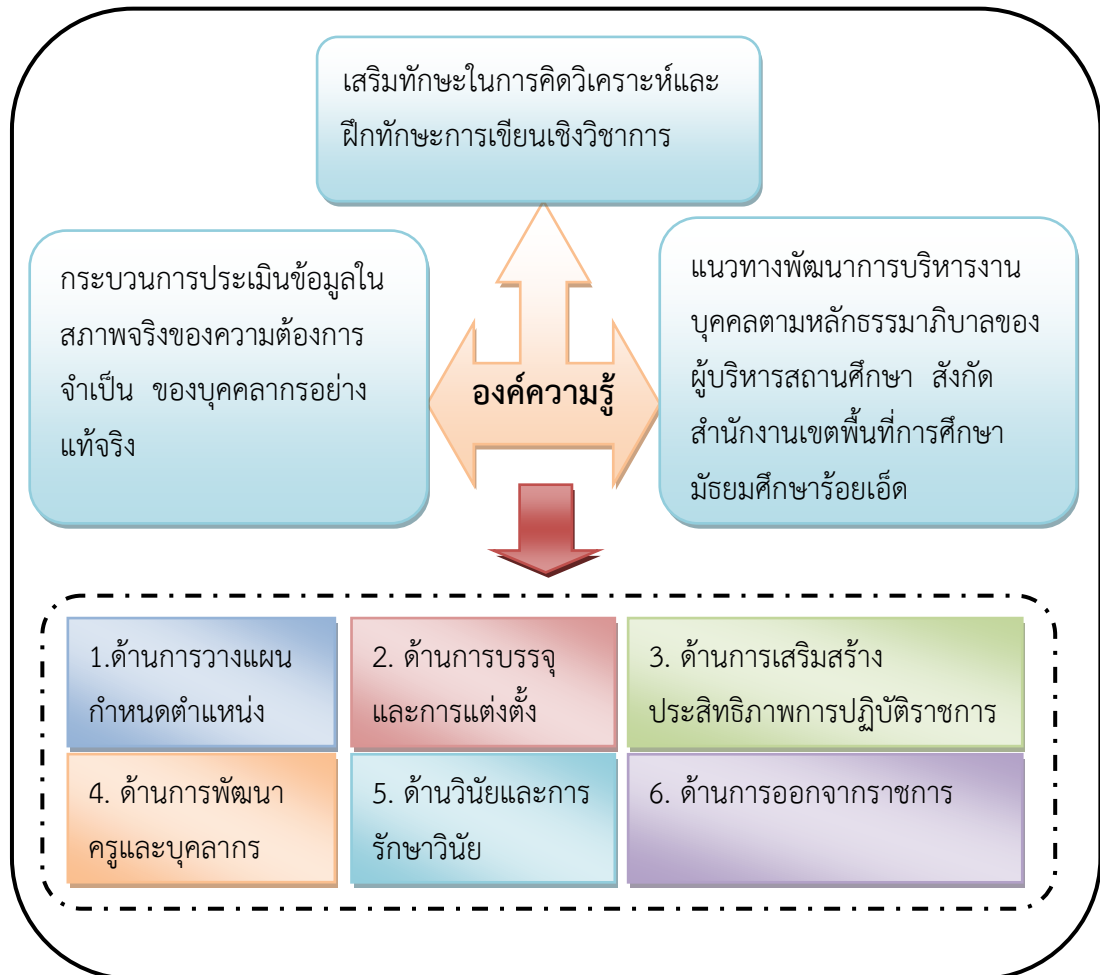 เสริมทักษะในการคิดวิเคราะห์และ
ฝึกทักษะการเขียนเชิงวิชาการ
กระบวนการประเมินข้อมูลใน
สภาพจริงของความต้องการ
จำเป็น ของบุคคลากรอย่าง
แท้จริง
องค์ความรู้
แนวทางพัฒนาการบริหารงาน
บุคคลตามหลักธรรมาภิบาลของ
ผู้บริหารสถานศึกษา สังกัด
สำนักงานเขตพื้นที่การศึกษา
มัธยมศึกษาร้อยเอ็ด
1.ด้านการวางแผน
กำหนดตำแหน่ง
2. ด้านการบรรจุ
และการแต่งตั้ง
3. ด้านการเสริมสร้าง
ประสิทธิภาพการปฏิบัติราชการ
4. ด้านการพัฒนา
ครูและบุคลากร
5. ด้านวินัยและการ
รักษาวินัย
6. ด้านการออกจากราชการ